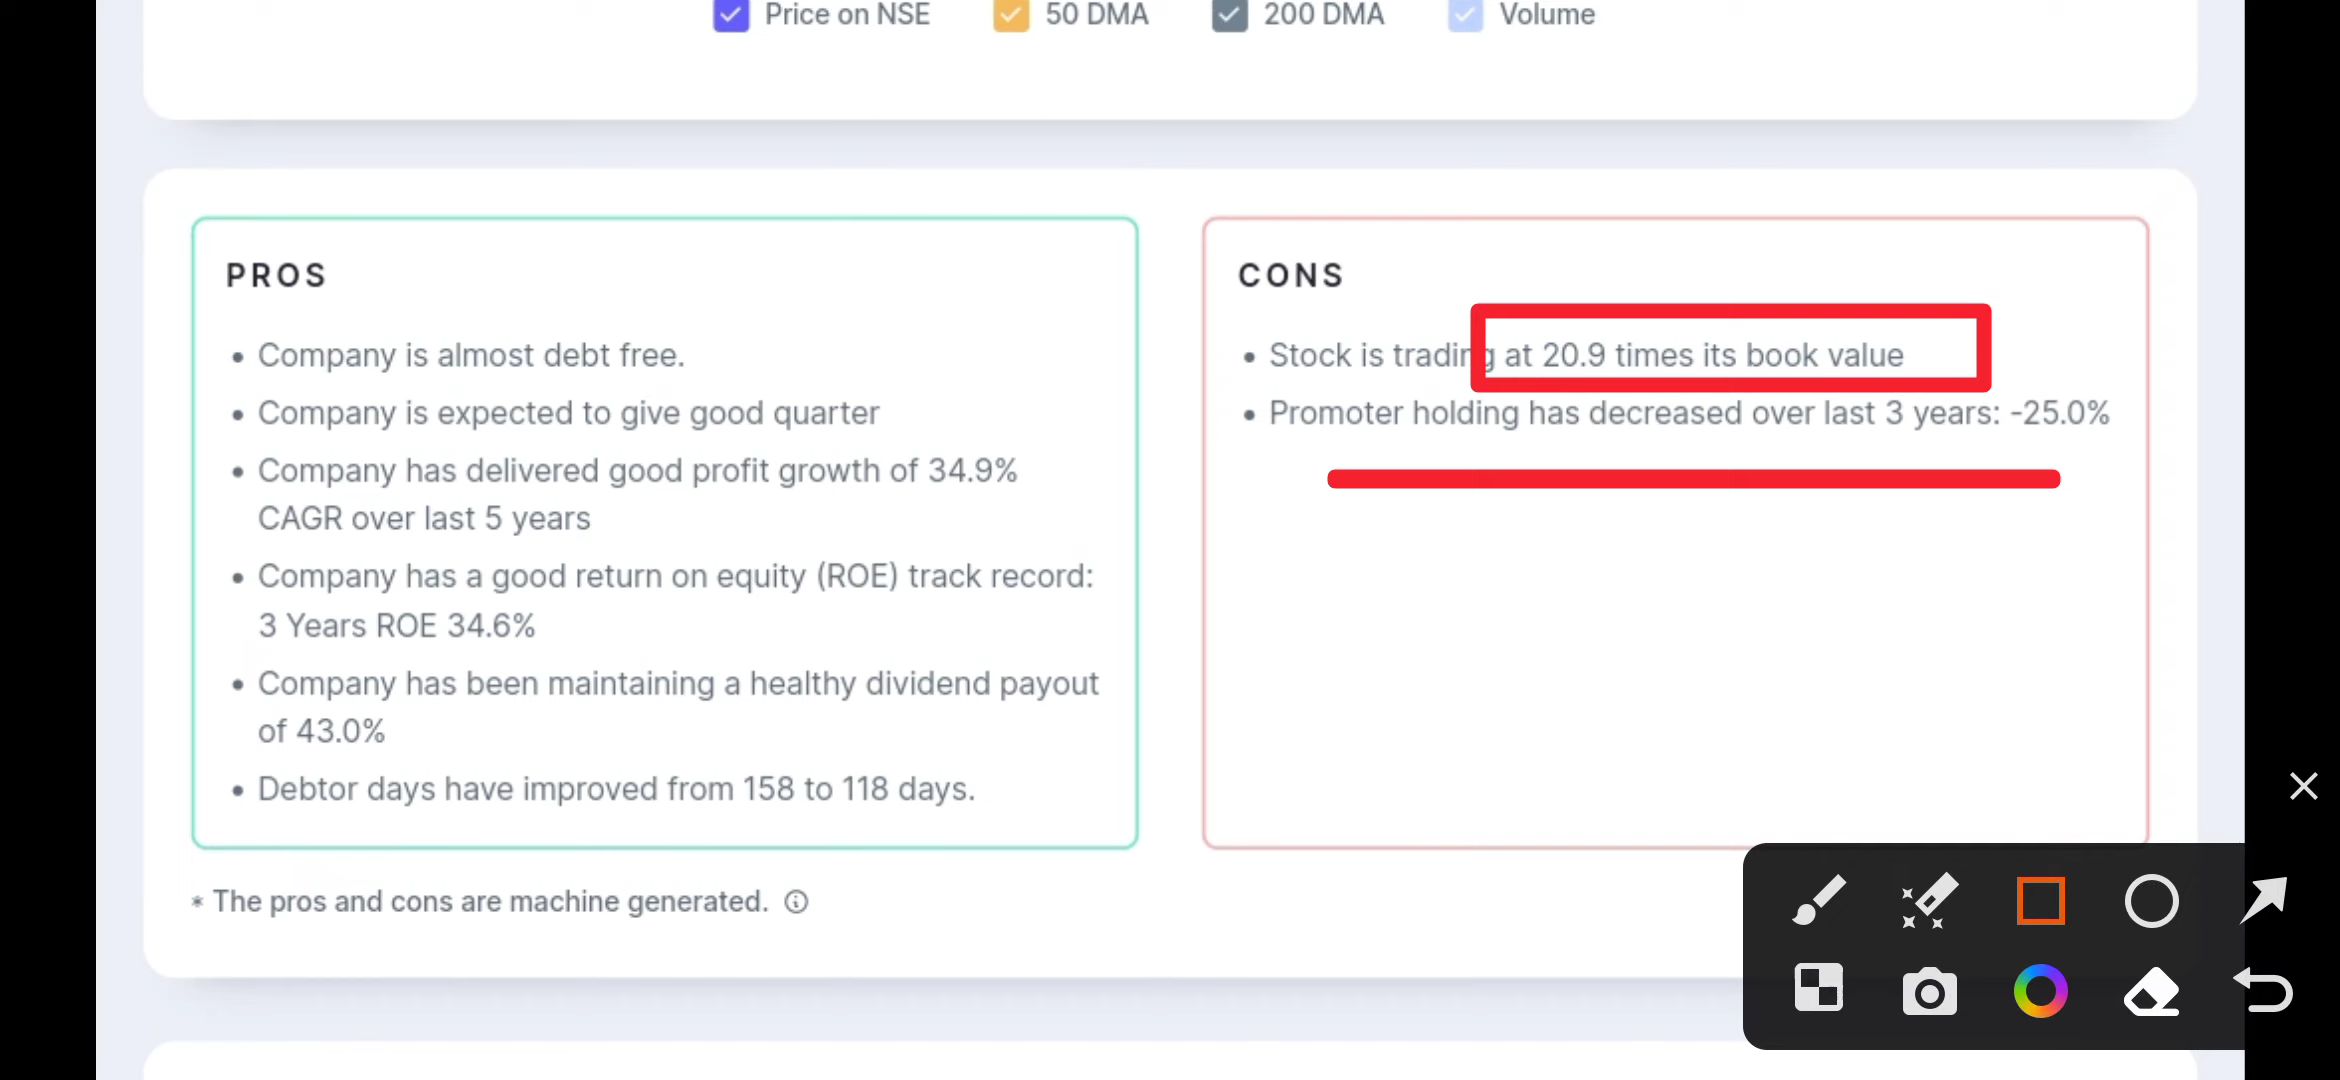 Price on NSE 50 DMA 200 DMA Volume
PROS
• Company is almost debt free.
• Company is expected to give good quarter
• Company has delivered good profit growth of 34.9%
CAGR over last 5 years
• Company has a good return on equity (ROE) track record:
3 Years ROE 34.6%
• Company has been maintaining a healthy dividend payout
of 43.0%
• Debtor days have improved from 158 to 118 days.
CONS
• Stock is trading at 20.9 times its book value
• Promoter holding has decreased over last 3 years: -25.0%
* The pros and cons are machine generated.